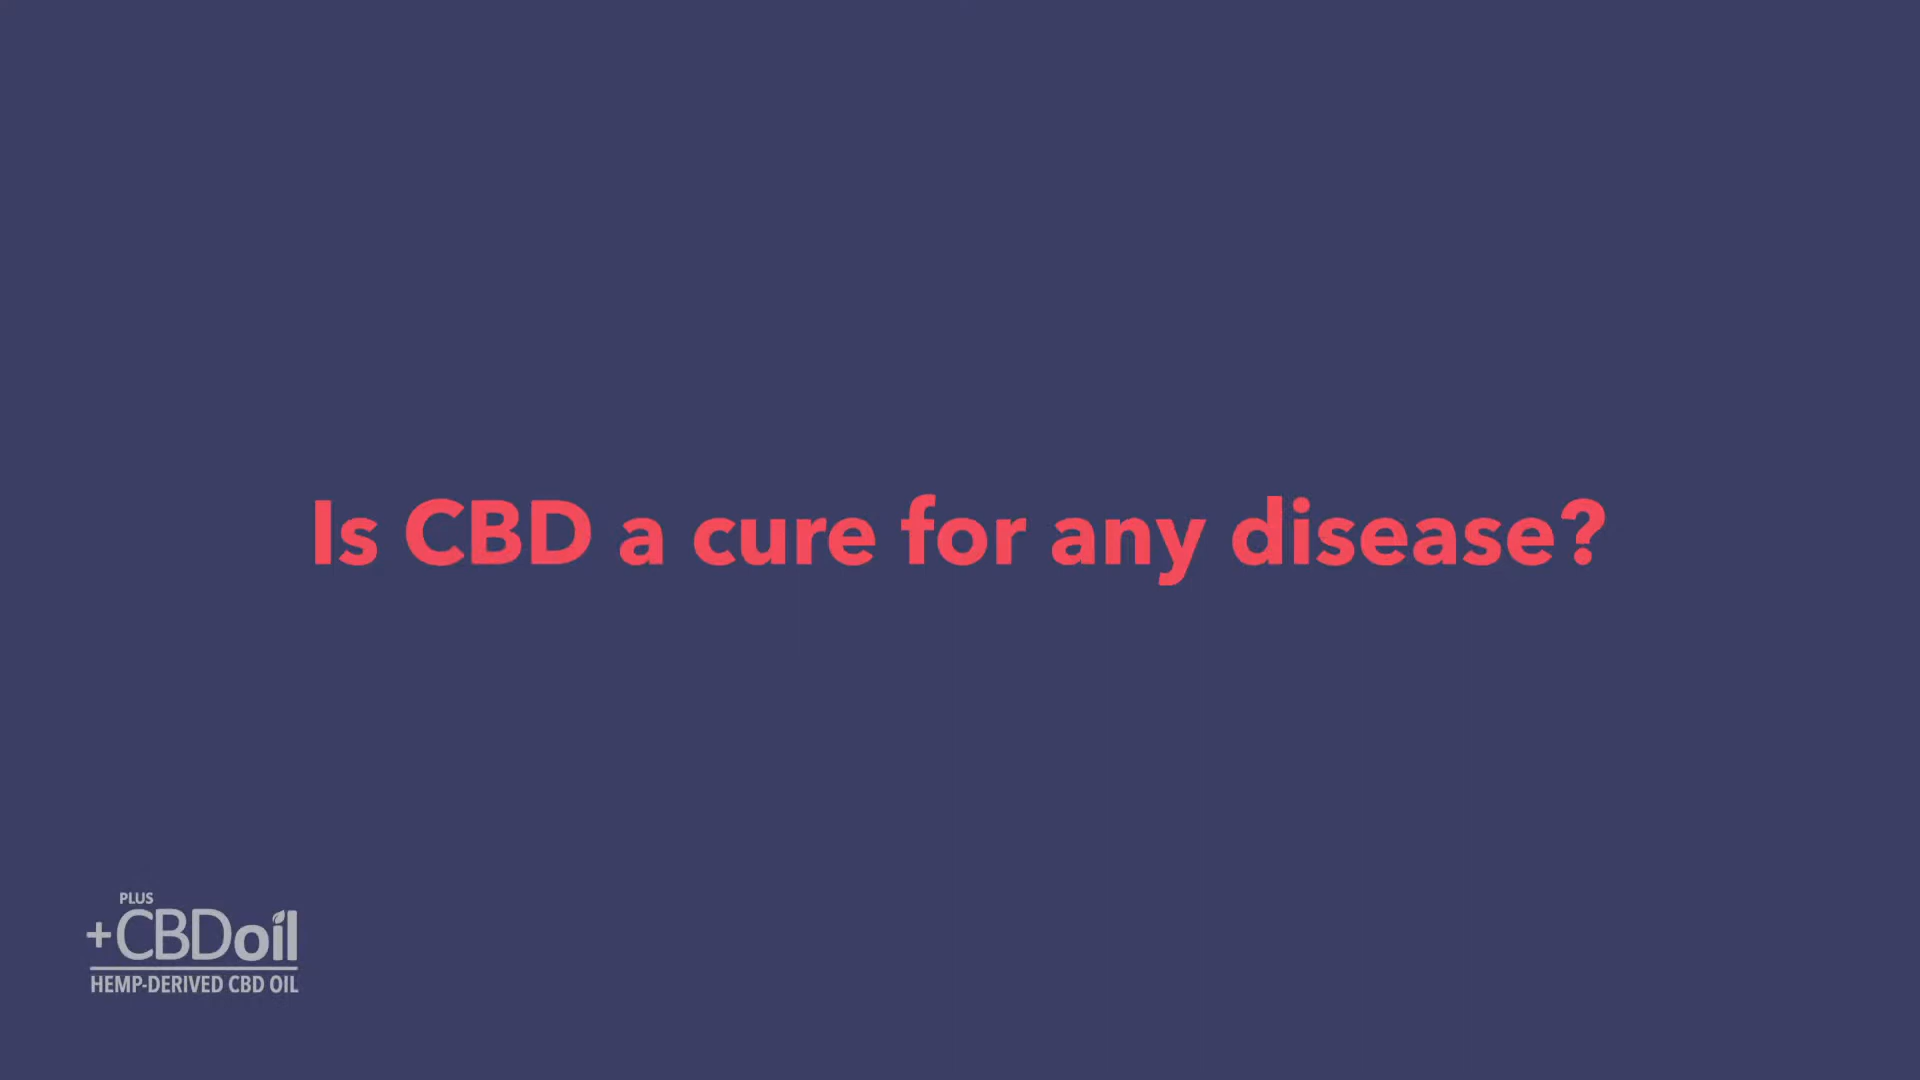 Is CBD a cure for any disease?
PLUS
+CBDoil
HEMP-DERIVED CBD OIL